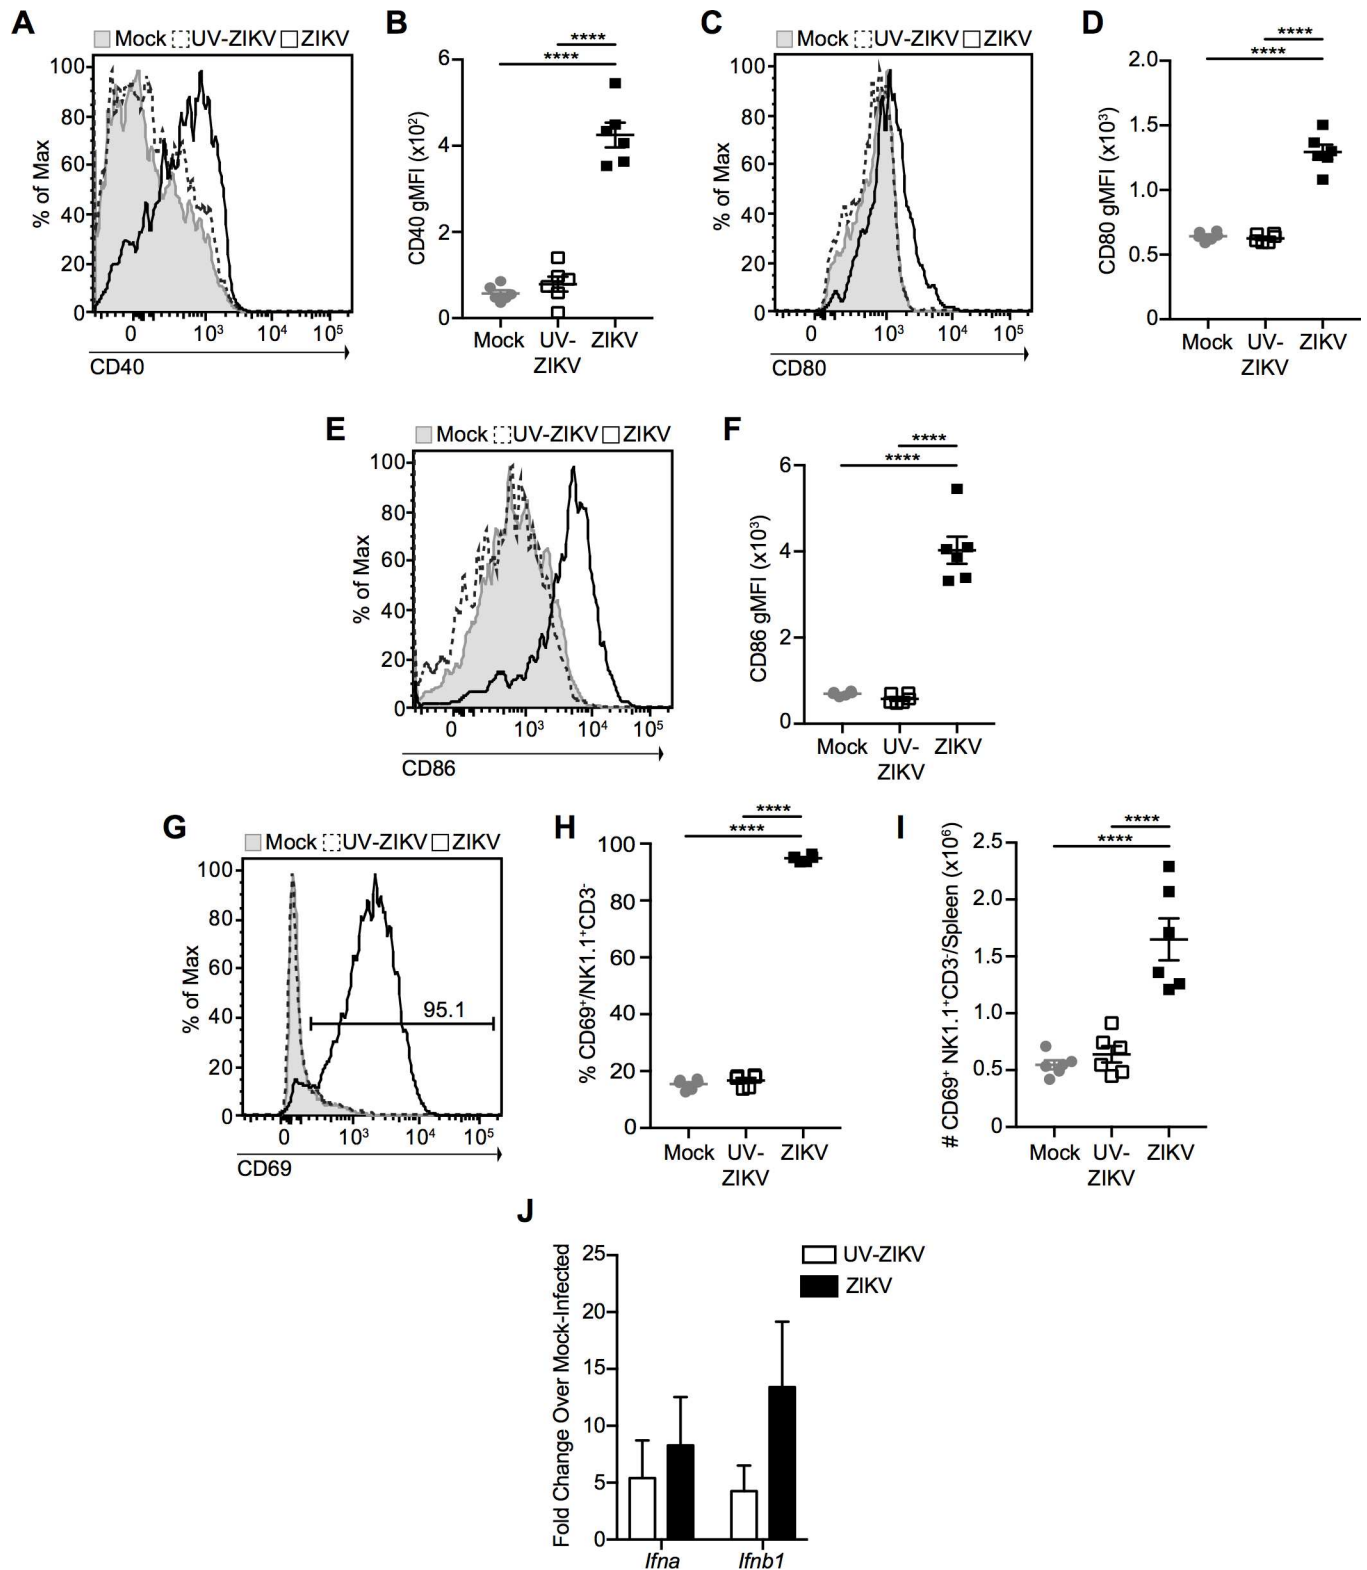 A
Mock UV-ZIKV ZIKV
100
80
60
40
20
0
% of Max
0 10³ 10⁴ 10⁵
CD40
B
****
****
6
4
2
0
CD40 gMFI (x10²)
Mock UV-ZIKV ZIKV
C
Mock UV-ZIKV ZIKV
100
80
60
40
20
0
% of Max
0 10³ 10⁴ 10⁵
CD80
D
****
****
2.0
1.5
1.0
0.5
0
CD80 gMFI (x10³)
Mock UV-ZIKV ZIKV
E
Mock UV-ZIKV ZIKV
100
80
60
40
20
0
% of Max
0 10³ 10⁴ 10⁵
CD86
F
****
****
6
4
2
0
CD86 gMFI (x10³)
Mock UV-ZIKV ZIKV
G
Mock UV-ZIKV ZIKV
100
80
60
40
20
0
% of Max
95.1
0 10³ 10⁴ 10⁵
CD69
H
****
****
100
80
60
40
20
0
% CD69⁺/NK1.1⁺CD3⁻
Mock UV-ZIKV ZIKV
I
****
****
2.5
2.0
1.5
1.0
0.5
0
# CD69⁺ NK1.1⁺CD3⁻/Spleen (x10⁶)
Mock UV-ZIKV ZIKV
J
UV-ZIKV
ZIKV
25
20
15
10
5
0
Fold Change Over Mock-Infected
Ifna Ifnb1